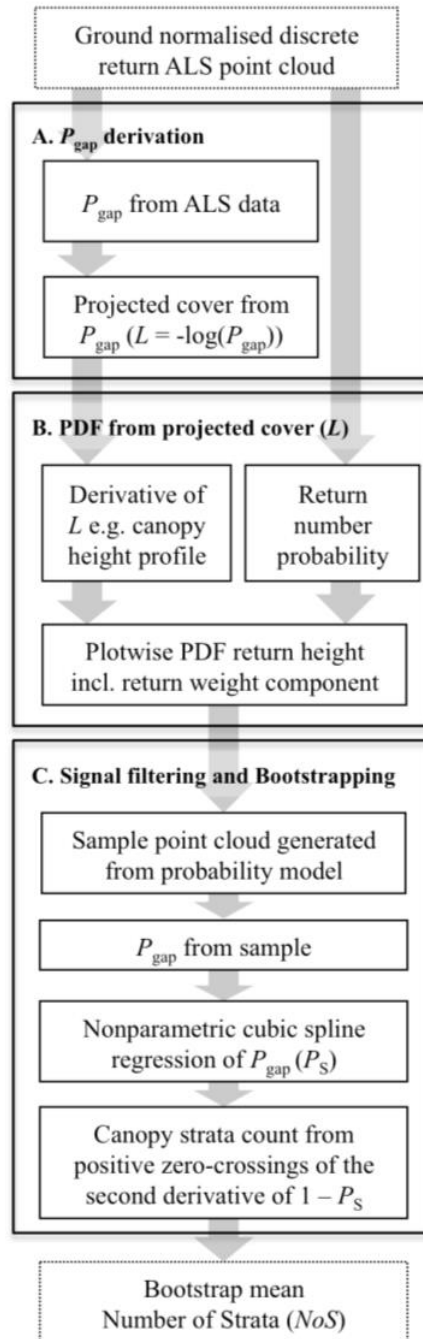 Ground normalised discrete
return ALS point cloud
A. Pgap derivation
Pgap from ALS data
Projected cover from
Pgap (L = -log(Pgap))
B. PDF from projected cover (L)
Derivative of
L e.g. canopy
height profile
Return
number
probability
Plotwise PDF return height
incl. return weight component
C. Signal filtering and Bootstrapping
Sample point cloud generated
from probability model
Pgap from sample
Nonparametric cubic spline
regression of Pgap (PS)
Canopy strata count from
positive zero-crossings of the
second derivative of 1 – PS
Bootstrap mean
Number of Strata (NoS)